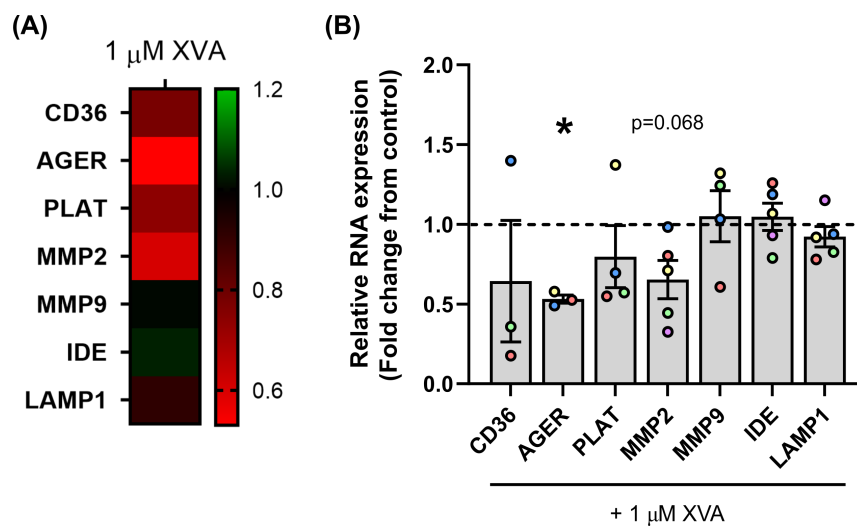 (A)
1 μM XVA
CD36
AGER
PLAT
MMP2
MMP9
IDE
LAMP1
1.2
1.0
0.8
0.6
(B)
Relative RNA expression
(Fold change from control)
2.0
1.5
1.0
0.5
0.0
*
p=0.068
CD36
AGER
PLAT
MMP2
MMP9
IDE
LAMP1
+ 1 μM XVA